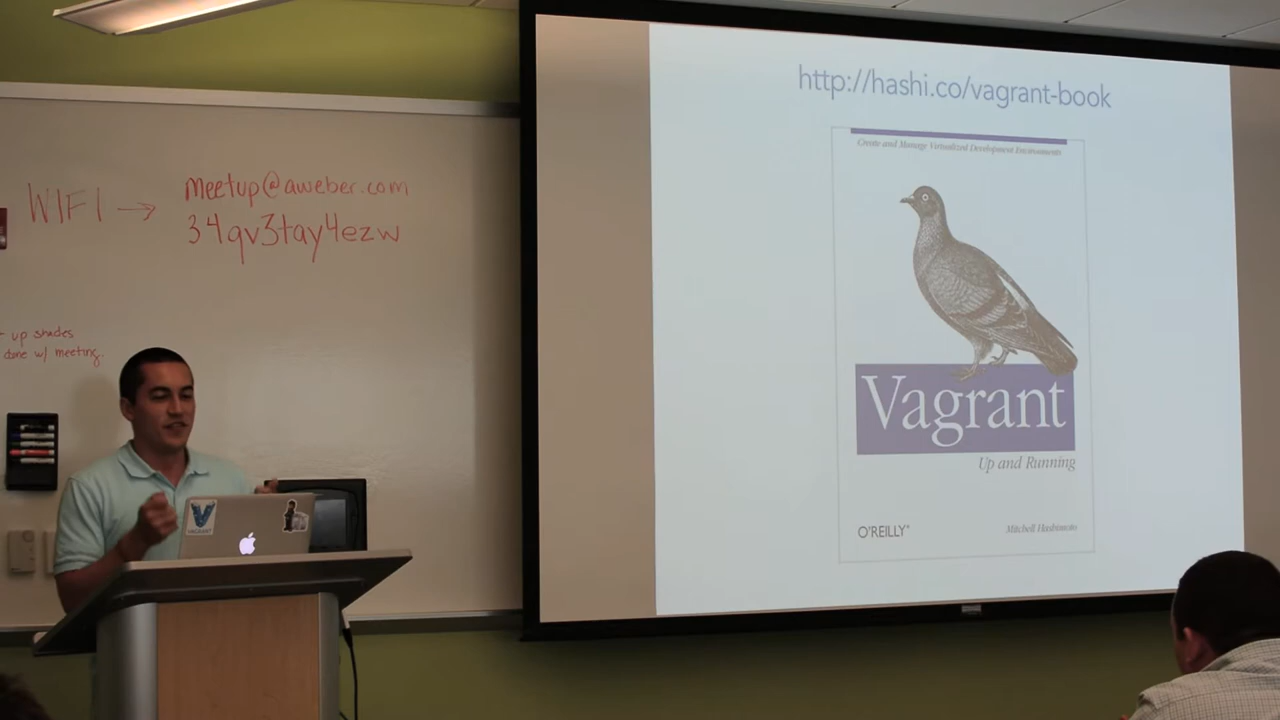 http://hashi.co/vagrant-book
Create and Manage Virtualized Development Environments
WIFI → meetup@aweber.com
34qv3tay4ezw
up shades
done w/ meeting.
Vagrant
Up and Running
O'REILLY®
Mitchell Hashimoto
VAGRANT